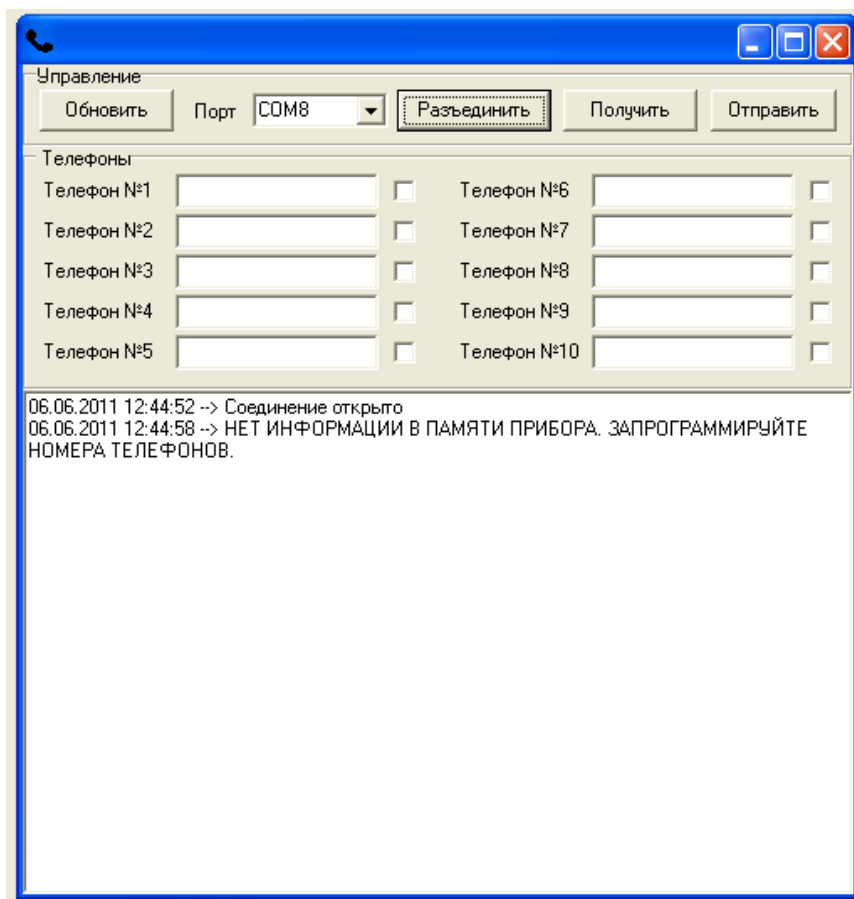 Управление
Обновить Порт COM8 Разъединить Получить Отправить
Телефоны
Телефон №1 Телефон №6
Телефон №2 Телефон №7
Телефон №3 Телефон №8
Телефон №4 Телефон №9
Телефон №5 Телефон №10
06.06.2011 12:44:52 --> Соединение открыто
06.06.2011 12:44:58 --> НЕТ ИНФОРМАЦИИ В ПАМЯТИ ПРИБОРА. ЗАПРОГРАММИРУЙТЕ
НОМЕРА ТЕЛЕФОНОВ.